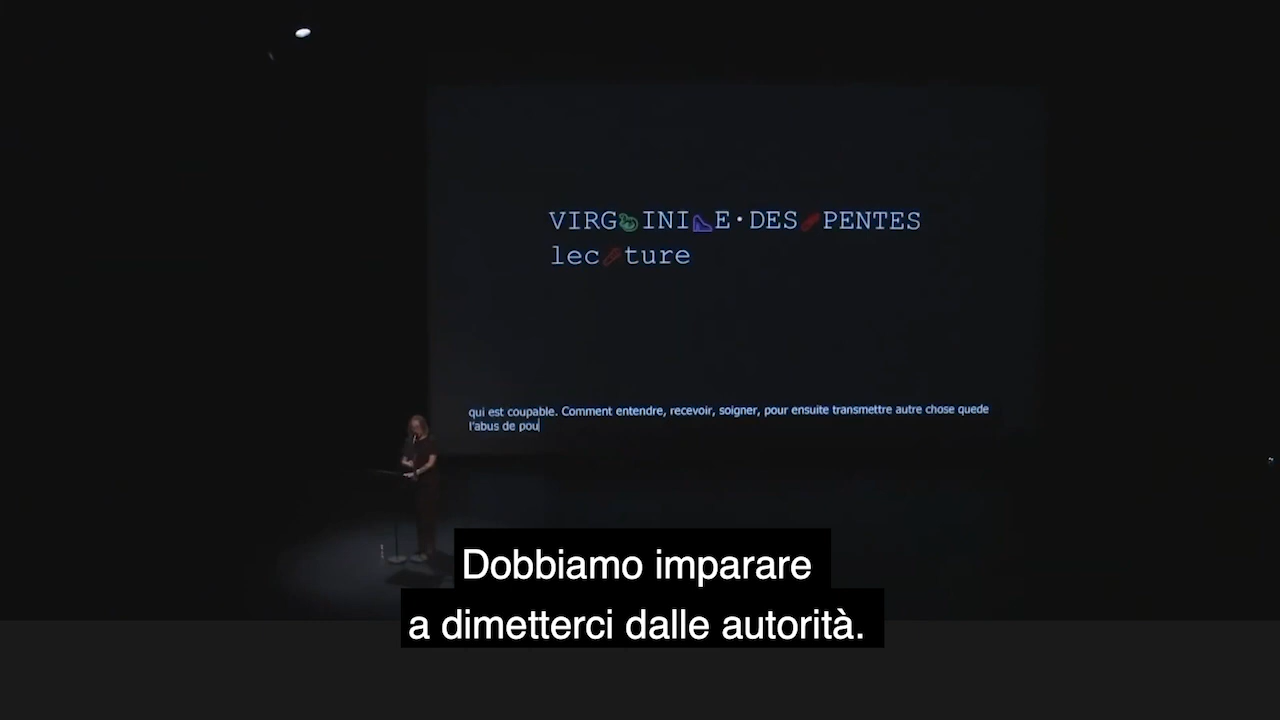 VIRGINIE·DESPENTES
lecture
qui est coupable. Comment entendre, recevoir, soigner, pour ensuite transmettre autre chose quede
l'abus de pou
Dobbiamo imparare
a dimetterci dalle autorità.